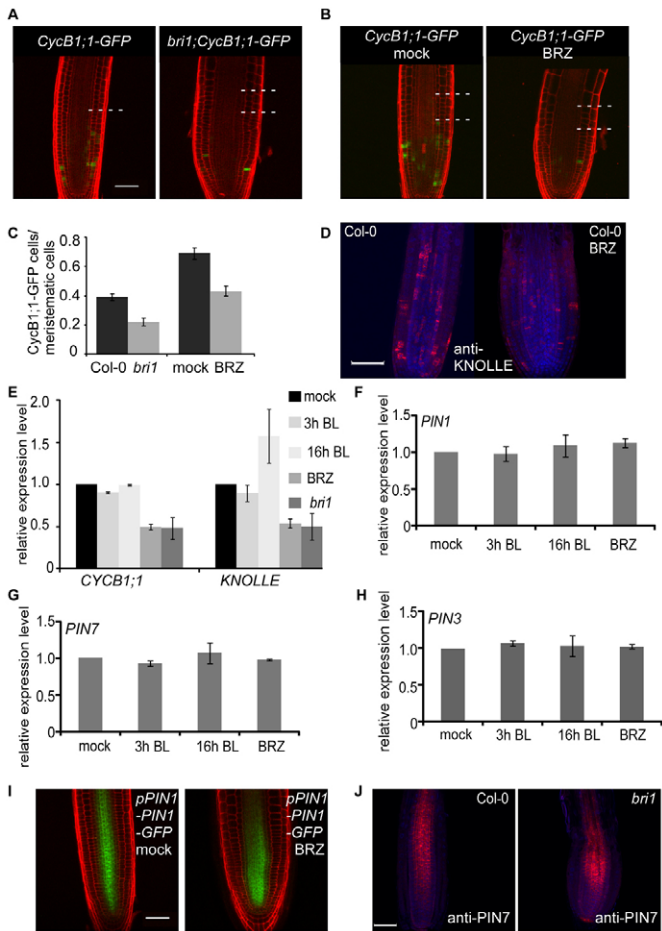 A
CycB1;1-GFP
bri1;CycB1;1-GFP
B
CycB1;1-GFP
mock
CycB1;1-GFP
BRZ
C
CycB1;1-GFP cells/
meristematic cells
0.8
0.6
0.4
0.2
Col-0 bri1
mock BRZ
D
Col-0
Col-0
BRZ
anti-
KNOLLE
E
relative expression level
2.0
1.5
1.0
0.5
mock
3h BL
16h BL
BRZ
bri1
CYCB1;1
KNOLLE
F
PIN1
relative expression level
1.5
1.0
0.5
0
mock
3h BL
16h BL
BRZ
G
PIN7
relative expression level
1.5
1.0
0.5
0
mock
3h BL
16h BL
BRZ
H
PIN3
relative expression level
1.5
1.0
0.5
0
mock
3h BL
16h BL
BRZ
I
pPIN1
-PIN1
-GFP
mock
pPIN1
-PIN1
-GFP
BRZ
J
Col-0
anti-PIN7
bri1
anti-PIN7